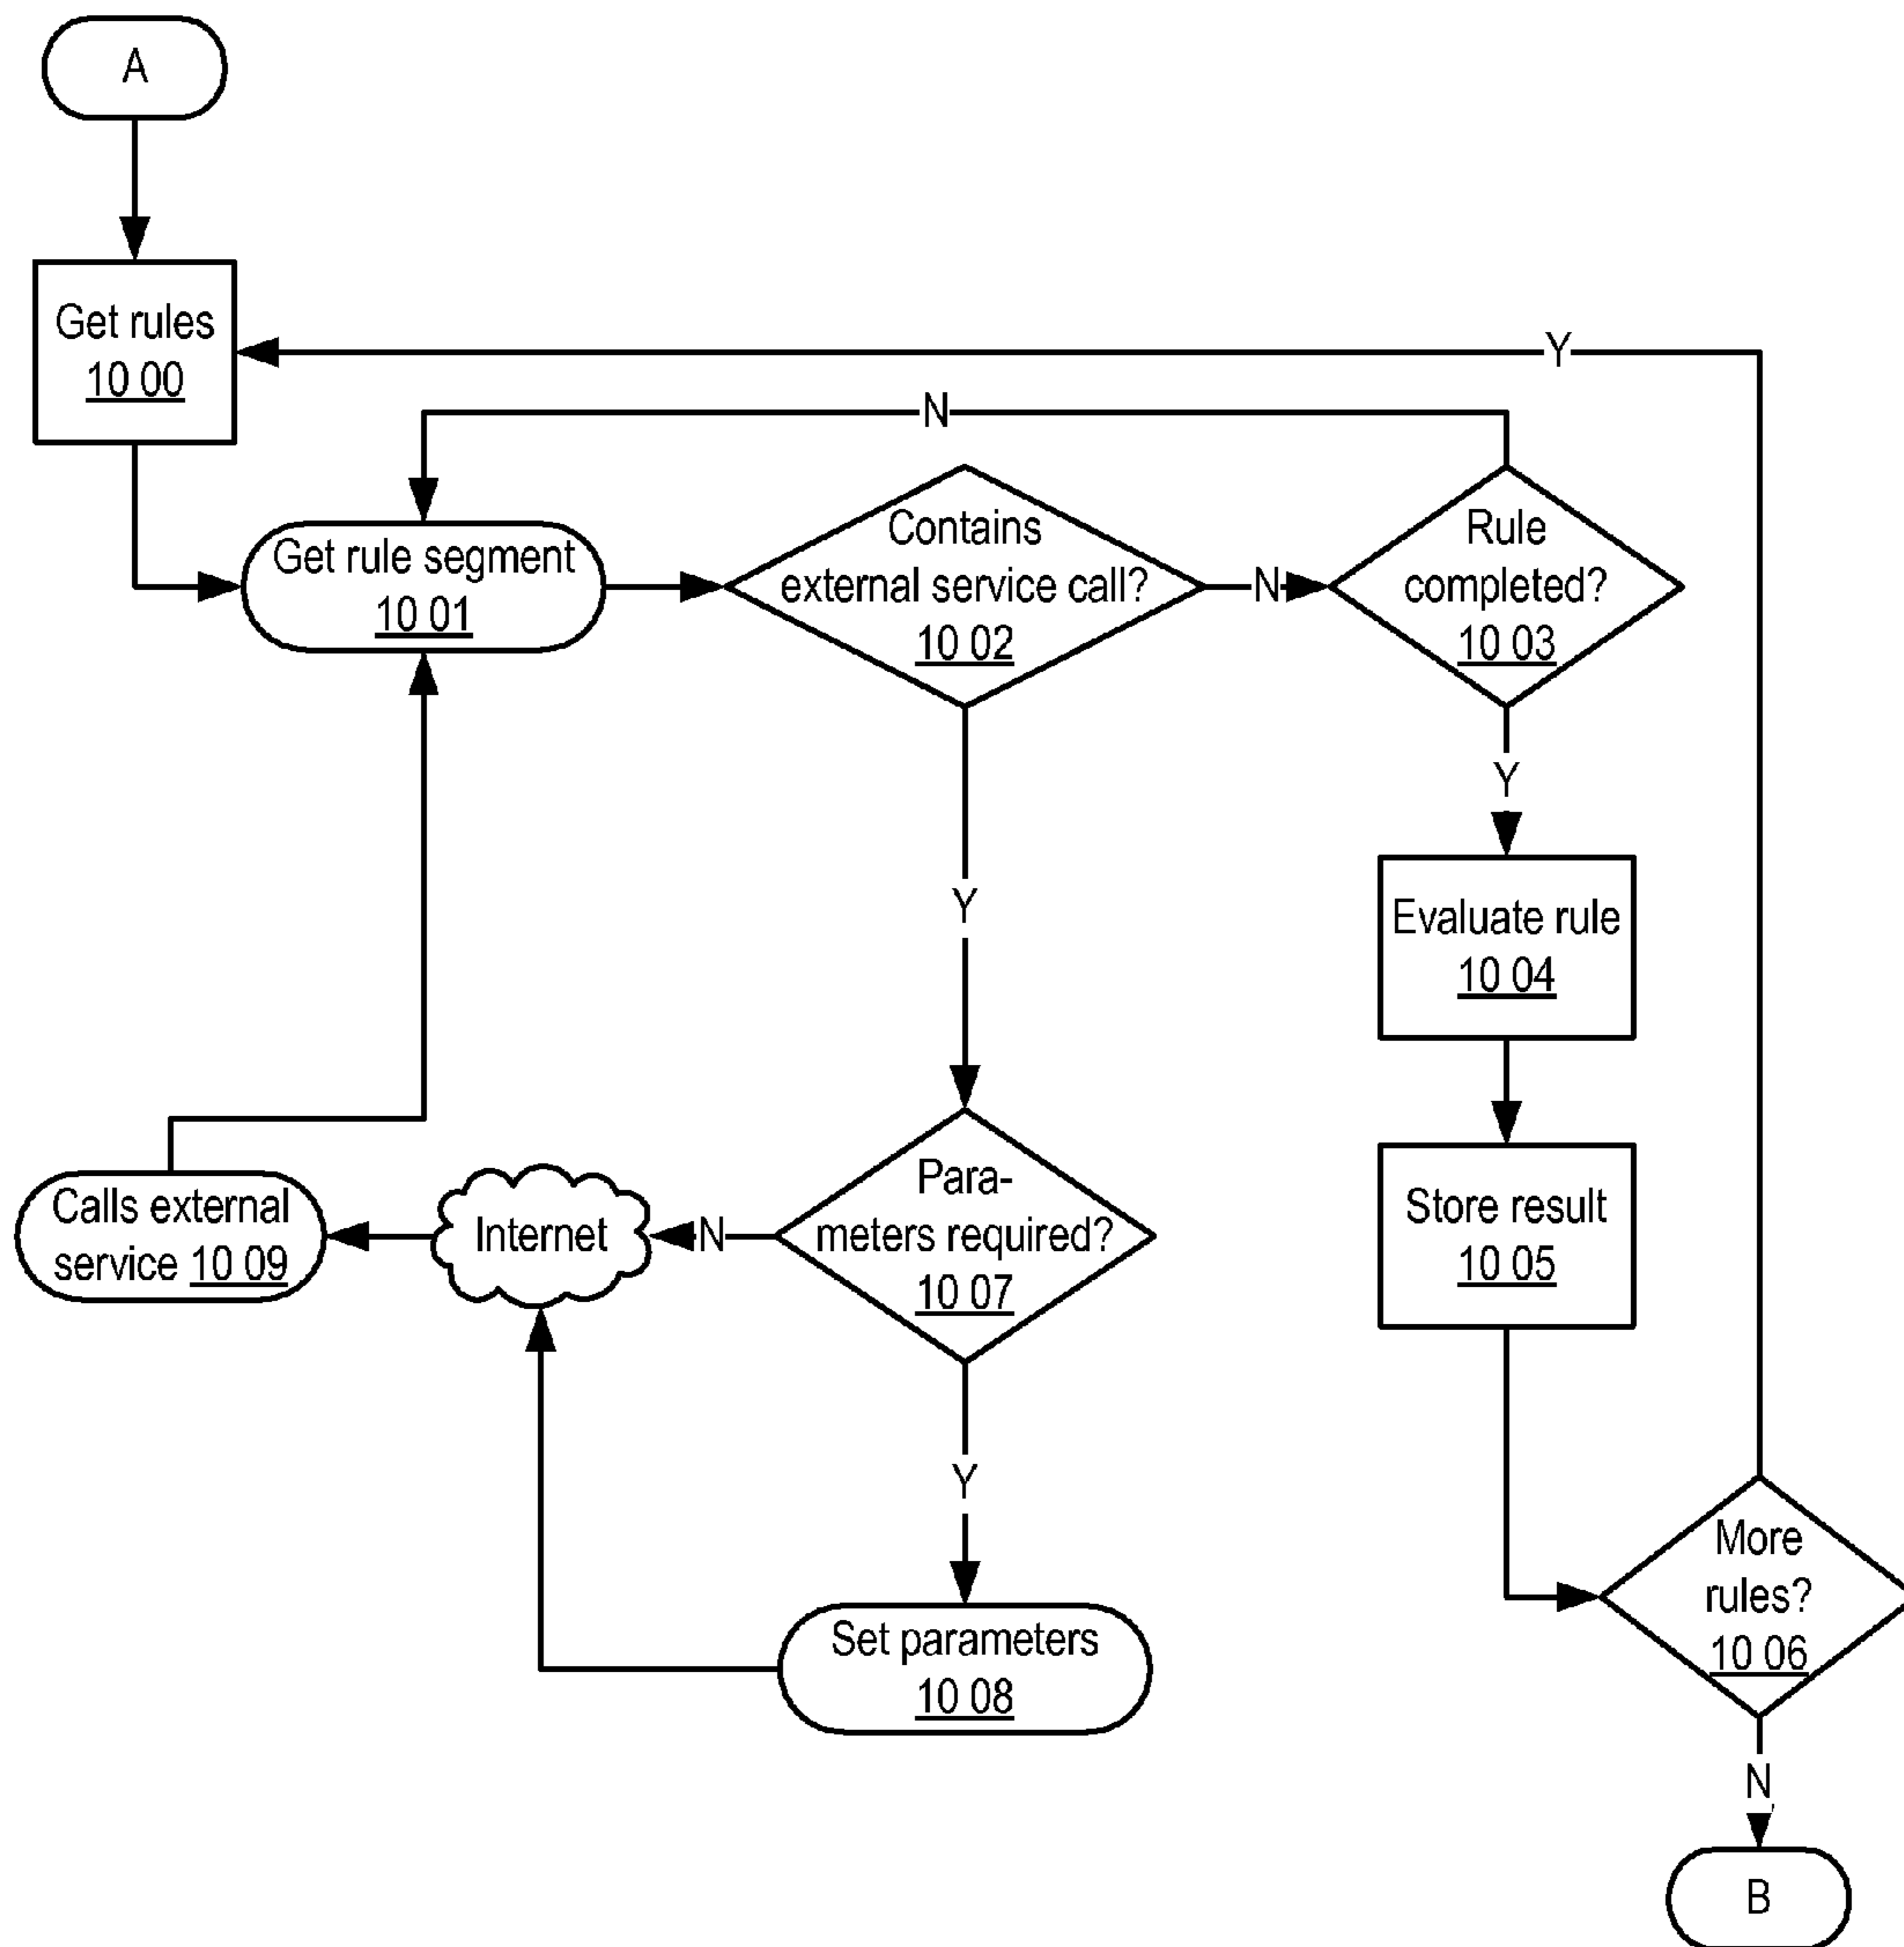 A
Get rules
10 00
Y
N
Get rule segment
10 01
Contains
external service call?
10 02
N
Rule
completed?
10 03
Y
Y
Evaluate rule
10 04
Calls external
service 10 09
Internet
N
Para-
meters required?
10 07
Store result
10 05
Y
Set parameters
10 08
More
rules?
10 06
N
B